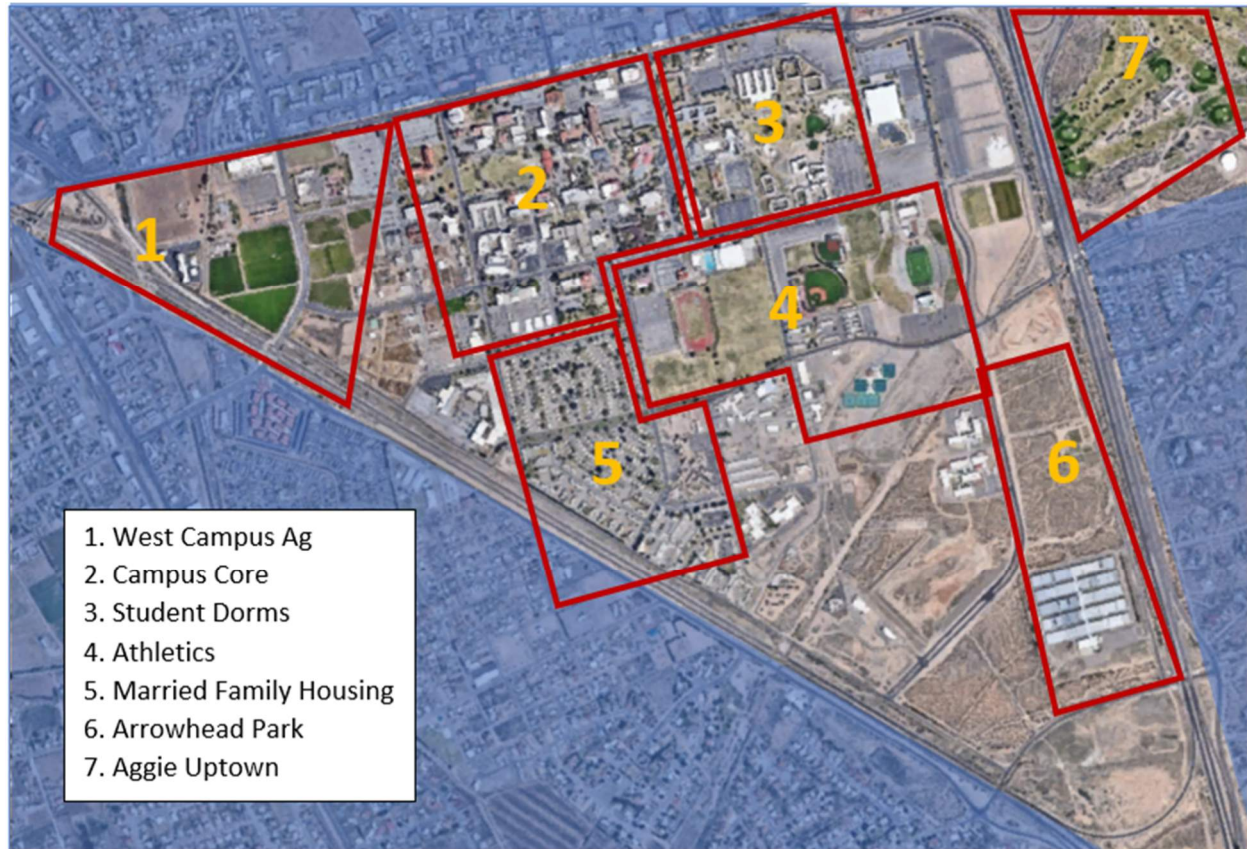 1
2
3
4
5
6
7
1. West Campus Ag
2. Campus Core
3. Student Dorms
4. Athletics
5. Married Family Housing
6. Arrowhead Park
7. Aggie Uptown